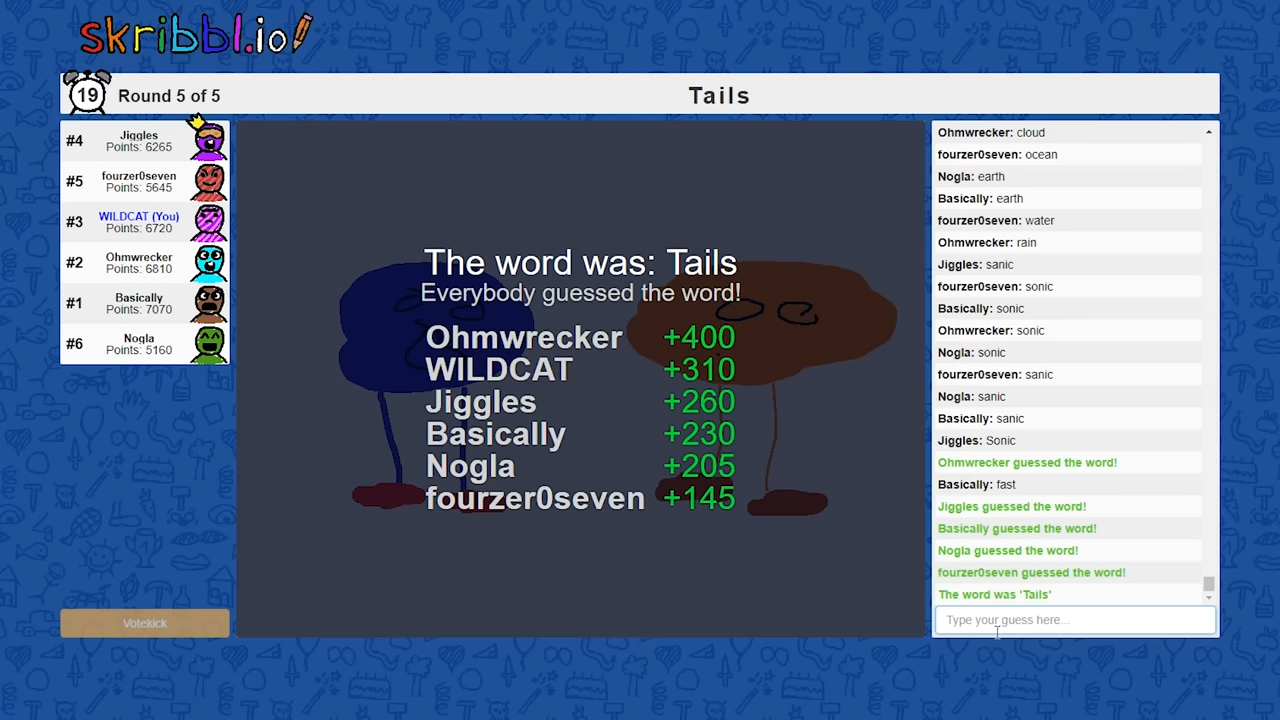 skribbl.io!
19
Round 5 of 5
Tails
#4
Jiggles
Points: 6265
#5
fourzer0seven
Points: 5645
#3
WILDCAT (You)
Points: 6720
#2
Ohmwrecker
Points: 6810
#1
Basically
Points: 7070
#6
Nogla
Points: 5160
Votekick
The word was: Tails
Everybody guessed the word!
Ohmwrecker +400
WILDCAT +310
Jiggles +260
Basically +230
Nogla +205
fourzer0seven +145
Ohmwrecker: cloud
fourzer0seven: ocean
Nogla: earth
Basically: earth
fourzer0seven: water
Ohmwrecker: rain
Jiggles: sanic
fourzer0seven: sonic
Basically: sonic
Ohmwrecker: sonic
Nogla: sonic
fourzer0seven: sanic
Nogla: sanic
Basically: sanic
Jiggles: Sonic
Ohmwrecker guessed the word!
Basically: fast
Jiggles guessed the word!
Basically guessed the word!
Nogla guessed the word!
fourzer0seven guessed the word!
The word was 'Tails'
Type your guess here...